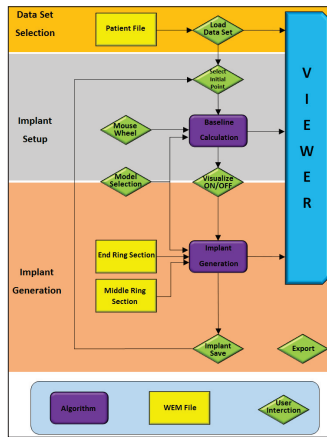 Data Set
Selection
Patient File
Load
Data Set
Select
Initial
Point
Implant
Setup
Mouse
Wheel
Baseline
Calculation
Model
Selection
Visualize
ON/OFF
Implant
Generation
End Ring Section
Middle Ring
Section
Implant
Generation
Implant
Save
Export
VIEWER
Algorithm
WEM File
User
Interction